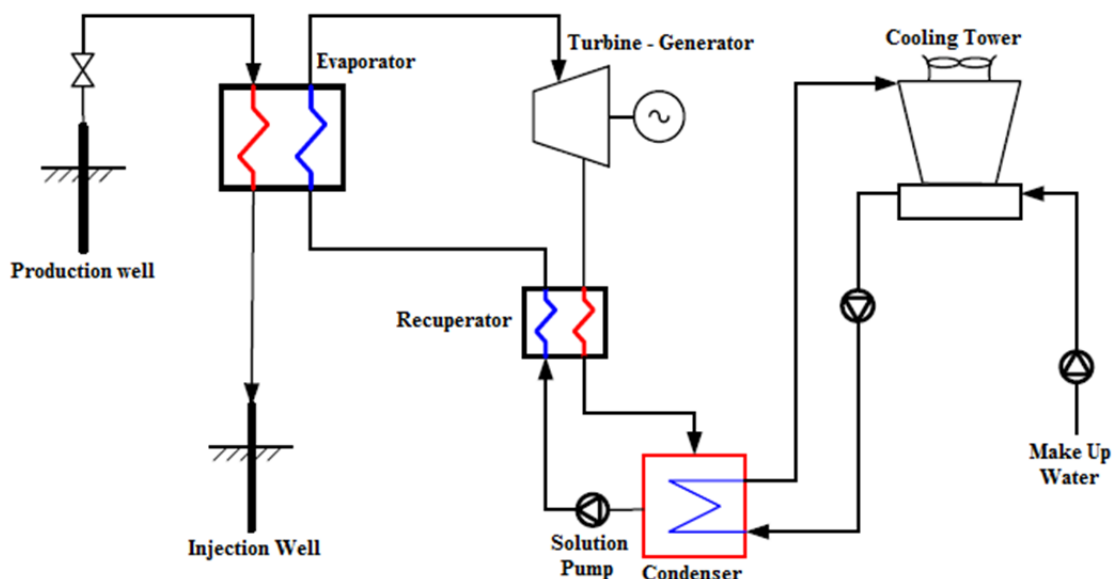 Turbine - Generator
Cooling Tower
Evaporator
Production well
Recuperator
Make Up
Water
Injection Well
Solution
Pump
Condenser